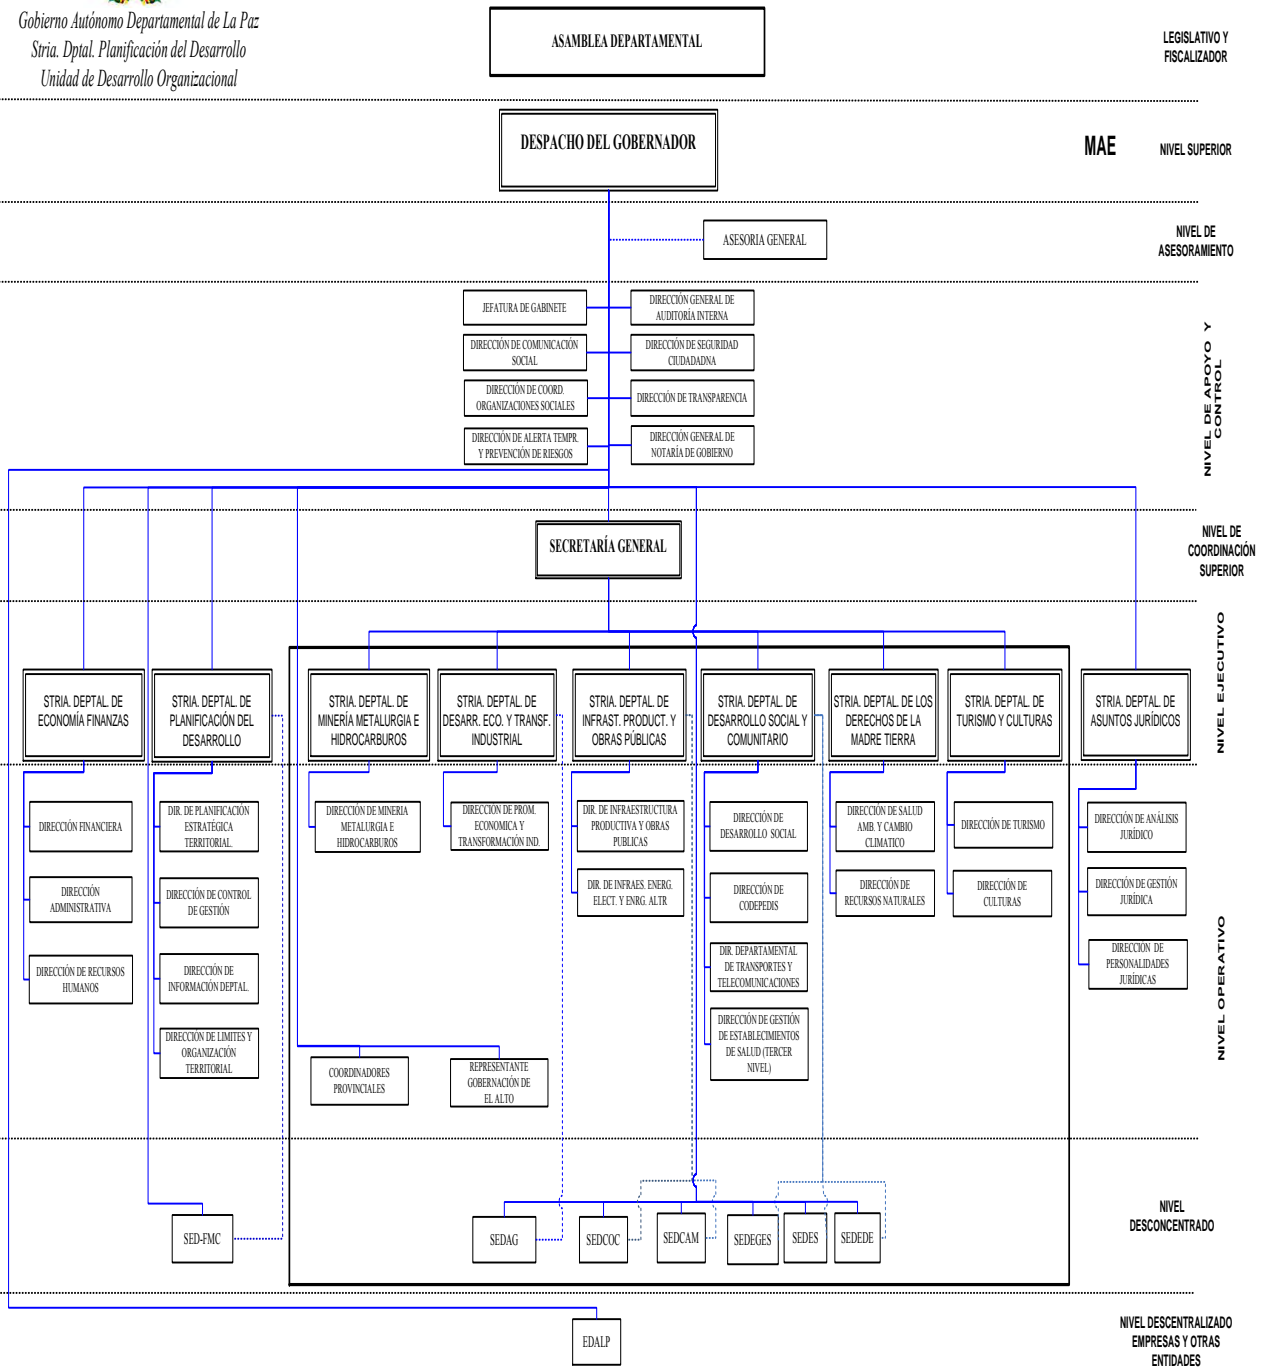 Gobierno Autónomo Departamental de La Paz
Stria. Dptal. Planificación del Desarrollo
Unidad de Desarrollo Organizacional
ASAMBLEA DEPARTAMENTAL
LEGISLATIVO Y
FISCALIZADOR
DESPACHO DEL GOBERNADOR
MAE
NIVEL SUPERIOR
ASESORIA GENERAL
NIVEL DE
ASESORAMIENTO
JEFATURA DE GABINETE
DIRECCIÓN GENERAL DE
AUDITORÍA INTERNA
DIRECCIÓN DE COMUNICACIÓN
SOCIAL
DIRECCIÓN DE SEGURIDAD
CIUDADADNA
DIRECCIÓN DE COORD.
ORGANIZACIONES SOCIALES
DIRECCIÓN DE TRANSPARENCIA
DIRECCIÓN DE ALERTA TEMPR.
Y PREVENCIÓN DE RIESGOS
DIRECCIÓN GENERAL DE
NOTARÍA DE GOBIERNO
NIVEL DE APOYO Y
CONTROL
SECRETARÍA GENERAL
NIVEL DE
COORDINACIÓN
SUPERIOR
STRIA. DEPTAL. DE
ECONOMÍA FINANZAS
STRIA. DEPTAL. DE
PLANIFICACIÓN DEL
DESARROLLO
STRIA. DEPTAL. DE
MINERÍA METALURGIA E
HIDROCARBUROS
STRIA. DEPTAL. DE
DESARR. ECO. Y TRANSF.
INDUSTRIAL
STRIA. DEPTAL. DE
INFRAST. PRODUCT. Y
OBRAS PÚBLICAS
STRIA. DEPTAL. DE
DESARROLLO SOCIAL Y
COMUNITARIO
STRIA. DEPTAL. DE LOS
DERECHOS DE LA
MADRE TIERRA
STRIA. DEPTAL. DE
TURISMO Y CULTURAS
STRIA. DEPTAL. DE
ASUNTOS JURÍDICOS
NIVEL EJECUTIVO
DIRECCIÓN FINANCIERA
DIRECCIÓN
ADMINISTRATIVA
DIRECCIÓN DE RECURSOS
HUMANOS
DIR. DE PLANIFICACIÓN
ESTRATÉGICA
TERRITORIAL.
DIRECCIÓN DE CONTROL
DE GESTIÓN
DIRECCIÓN DE
INFORMACIÓN DEPTAL.
DIRECCIÓN DE LIMITES Y
ORGANIZACIÓN
TERRITORIAL
DIRECCIÓN DE MINERIA
METALURGIA E
HIDROCARBUROS
DIRECCIÓN DE PROM.
ECONOMICA Y
TRANSFORMACIÓN IND.
DIR. DE INFRAESTRUCTURA
PRODUCTIVA Y OBRAS
PUBLICAS
DIR. DE INFRAES. ENERG.
ELECT. Y ENRG. ALTR
DIRECCIÓN DE
DESARROLLO SOCIAL
DIRECCIÓN DE
CODEPEDIS
DIR. DEPARTAMENTAL
DE TRANSPORTES Y
TELECOMUNICACIONES
DIRECCIÓN DE GESTIÓN
DE ESTABLECIMIENTOS
DE SALUD (TERCER
NIVEL)
DIRECCIÓN DE SALUD
AMB. Y CAMBIO
CLIMATICO
DIRECCIÓN DE
RECURSOS NATURALES
DIRECCIÓN DE TURISMO
DIRECCIÓN DE
CULTURAS
DIRECCIÓN DE ANÁLISIS
JURÍDICO
DIRECCIÓN DE GESTIÓN
JURÍDICA
DIRECCIÓN DE
PERSONALIDADES
JURÍDICAS
NIVEL OPERATIVO
COORDINADORES
PROVINCIALES
REPRESENTANTE
GOBERNACIÓN DE
EL ALTO
SED-FMC
SEDAG
SEDCOC
SEDCAM
SEDEGES
SEDES
SEDEDE
NIVEL
DESCONCENTRADO
EDALP
NIVEL DESCENTRALIZADO
EMPRESAS Y OTRAS
ENTIDADES